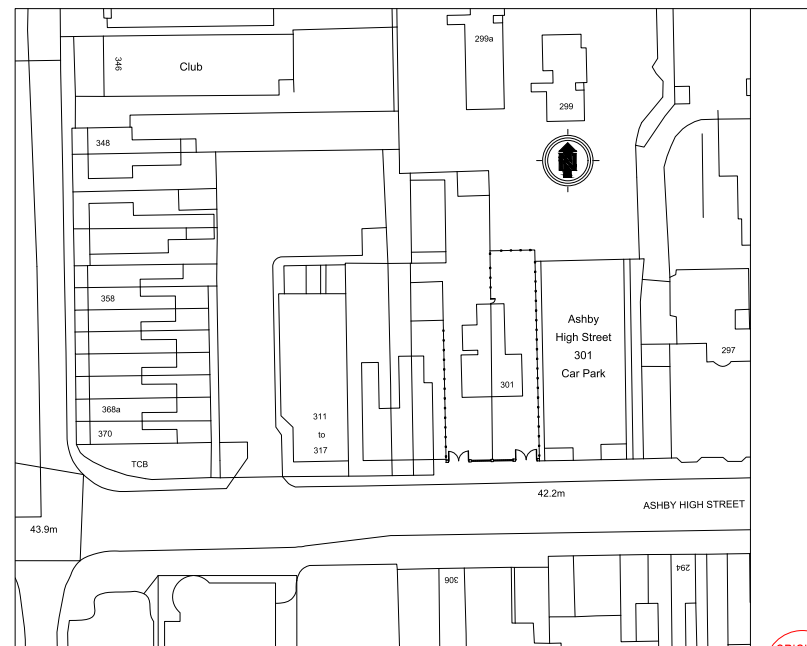 299a
346
Club
299
348
358
Ashby
High Street
301
Car Park
297
301
368a
311
to
317
370
TCB
42.2m
ASHBY HIGH STREET
43.9m
306
294